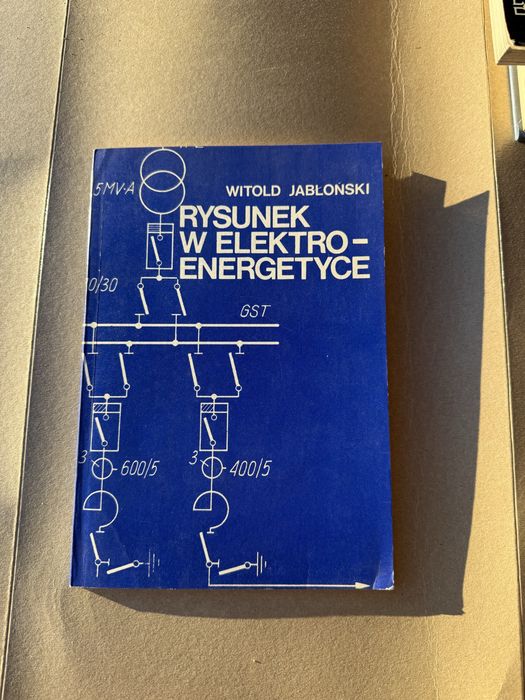 5MV·A
WITOLD JABŁOŃSKI
RYSUNEK
W ELEKTRO-
ENERGETYCE
0/30
GST
3
600/5
3
400/5